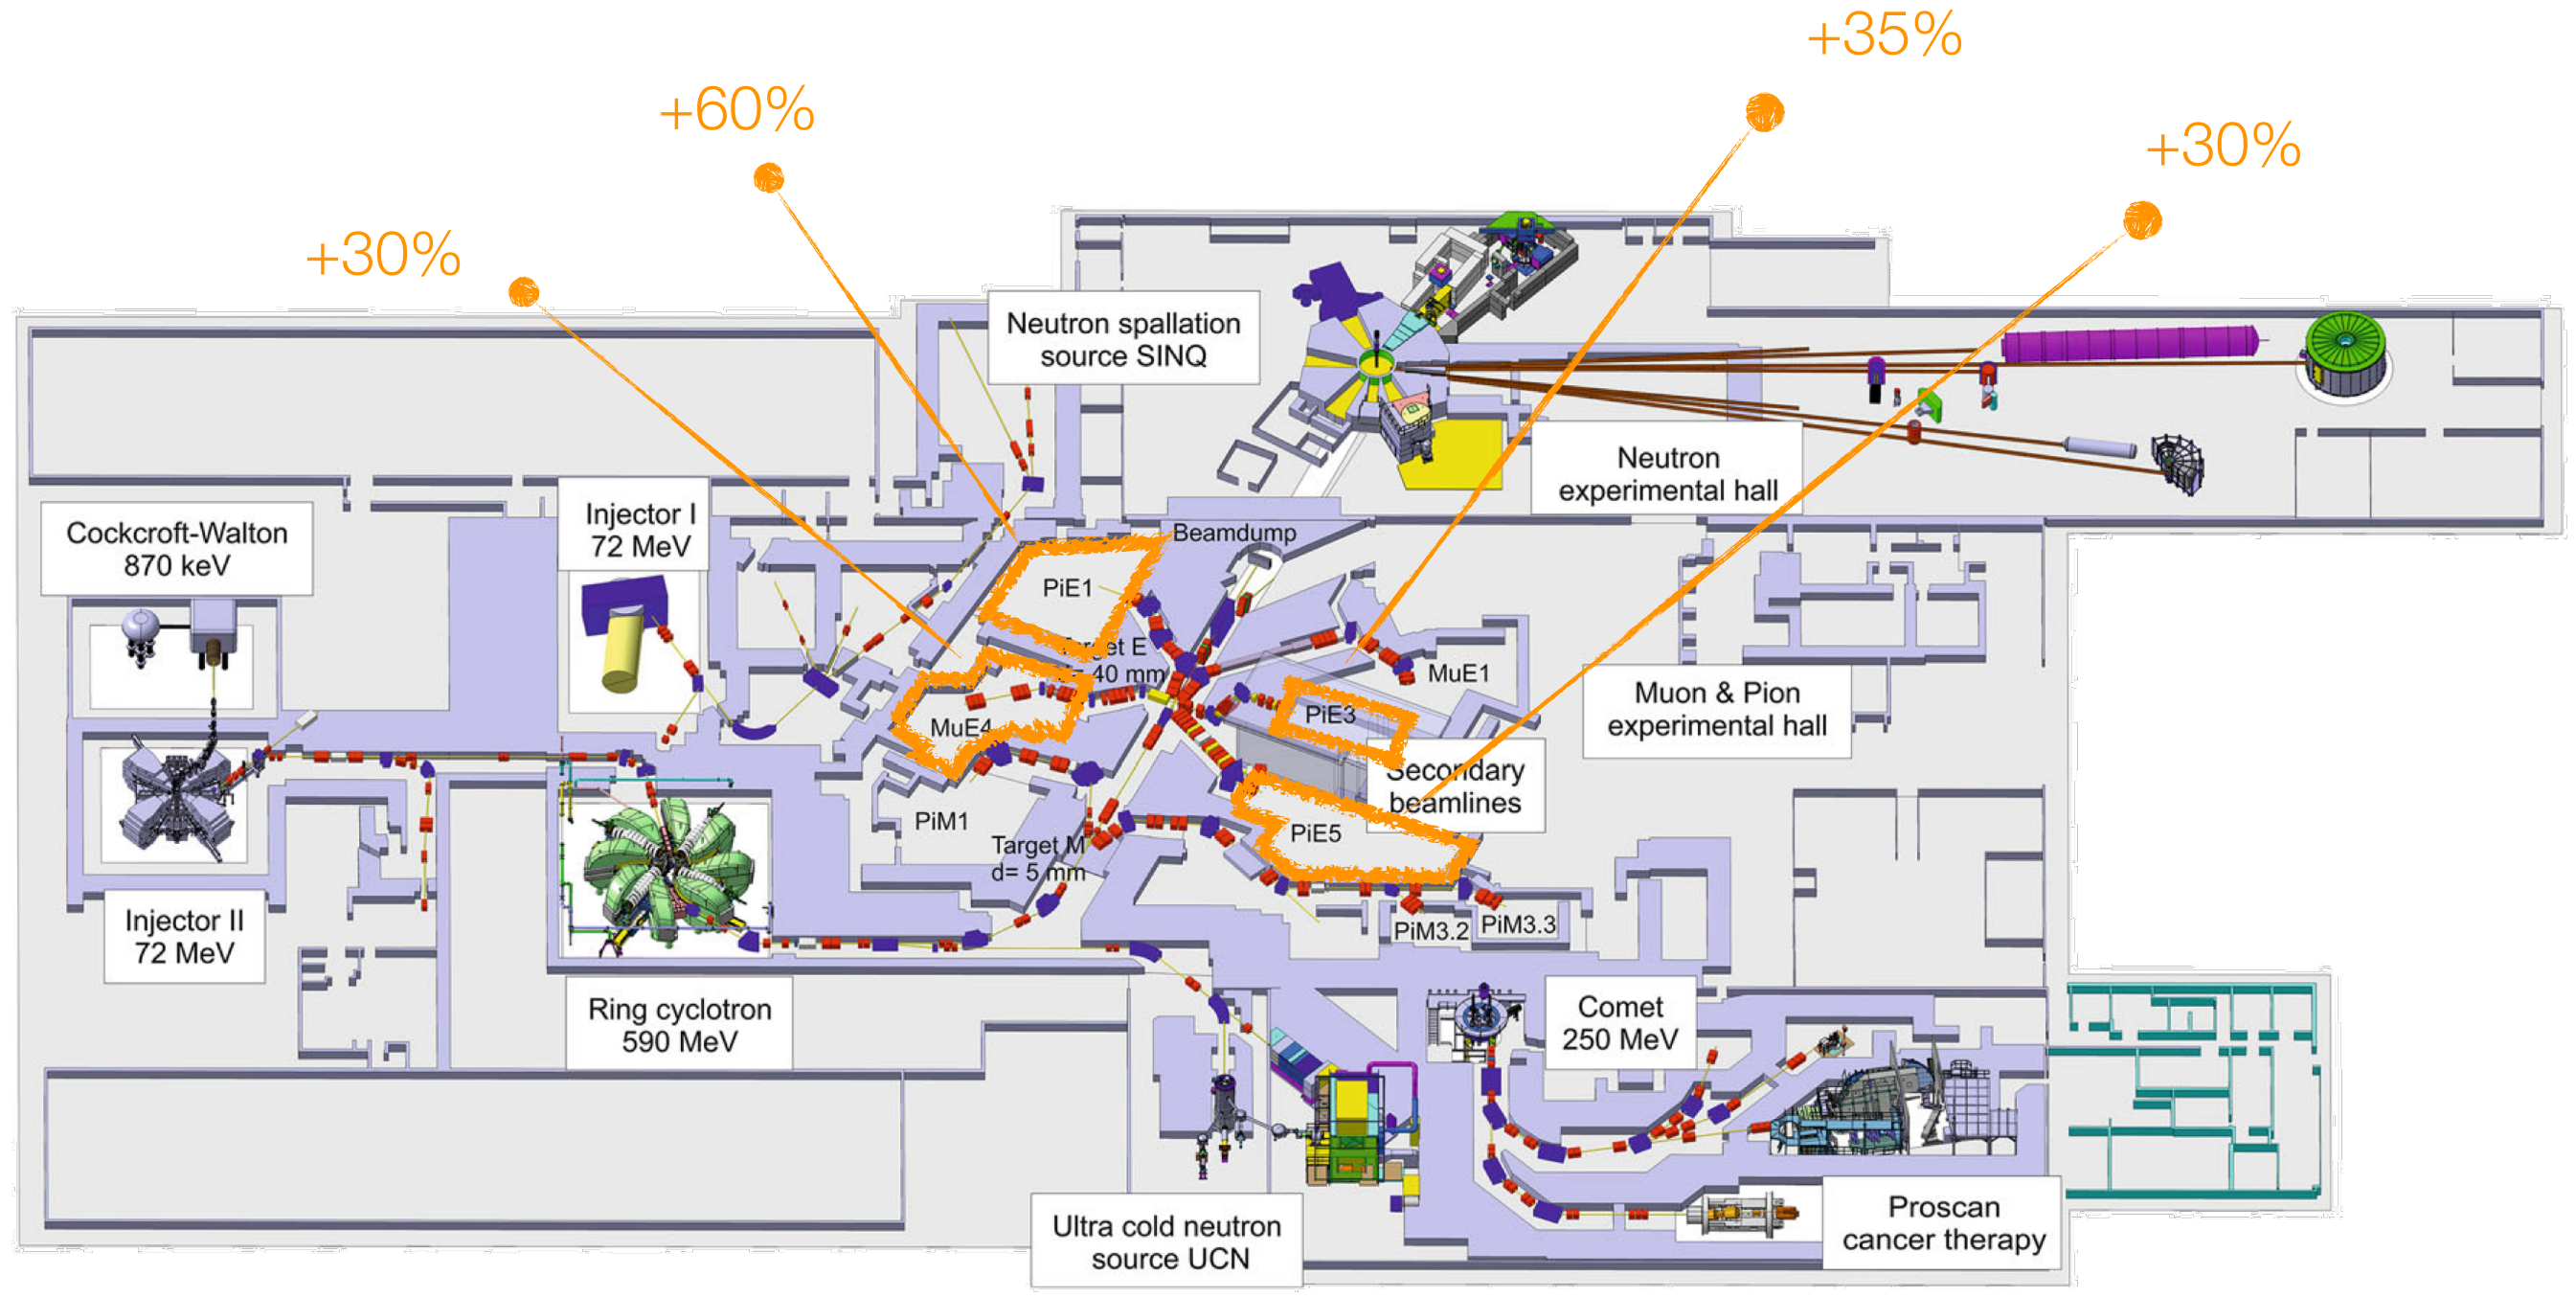 +35%
+60%
+30%
+30%
Neutron spallation
source SINQ
Neutron
experimental hall
Cockcroft-Walton
870 keV
Injector I
72 MeV
Beamdump
PiE1
Target E
d= 40 mm
MuE1
MuE4
PiE3
Muon & Pion
experimental hall
Secondary
beamlines
PiM1
PiE5
Target M
d= 5 mm
Injector II
72 MeV
PiM3.2
PiM3.3
Ring cyclotron
590 MeV
Comet
250 MeV
Ultra cold neutron
source UCN
Proscan
cancer therapy